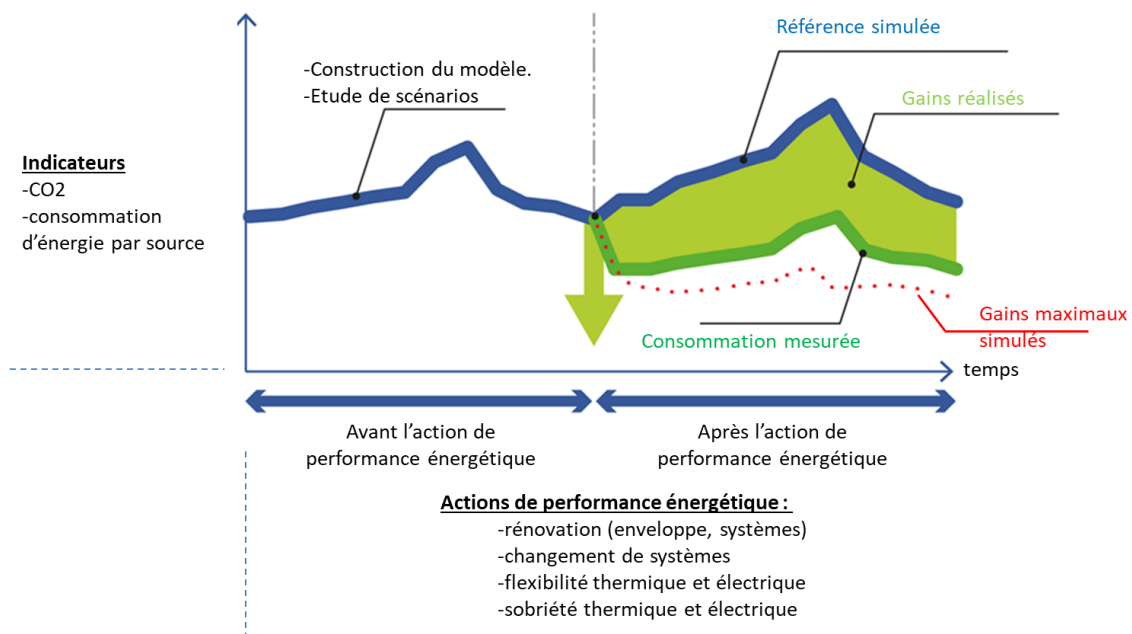 Référence simulée
-Construction du modèle.
-Etude de scénarios
Gains réalisés
Indicateurs
-CO2
-consommation
d'énergie par source
Gains maximaux
simulés
Consommation mesurée
temps
Avant l'action de
performance énergétique
Après l'action de
performance énergétique
Actions de performance énergétique :
-rénovation (enveloppe, systèmes)
-changement de systèmes
-flexibilité thermique et électrique
-sobriété thermique et électrique